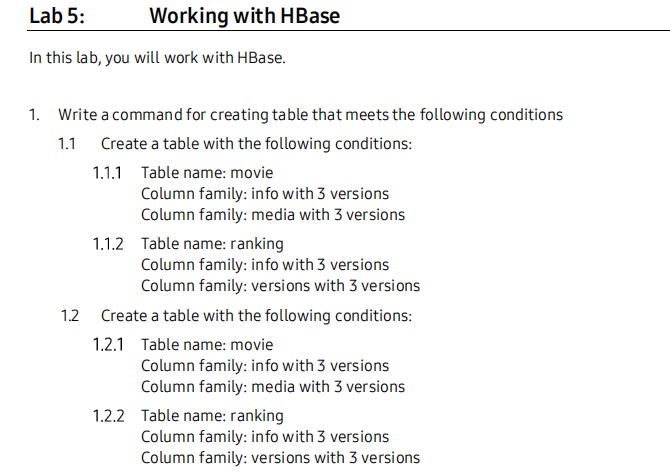 Lab 5: Working with HBase
In this lab, you will work with HBase.
1. Write a command for creating table that meets the following conditions
1.1 Create a table with the following conditions:
1.1.1 Table name: movie
Column family: info with 3 versions
Column family: media with 3 versions
1.1.2 Table name: ranking
Column family: info with 3 versions
Column family: versions with 3 versions
1.2 Create a table with the following conditions:
1.2.1 Table name: movie
Column family: info with 3 versions
Column family: media with 3 versions
1.2.2 Table name: ranking
Column family: info with 3 versions
Column family: versions with 3 versions